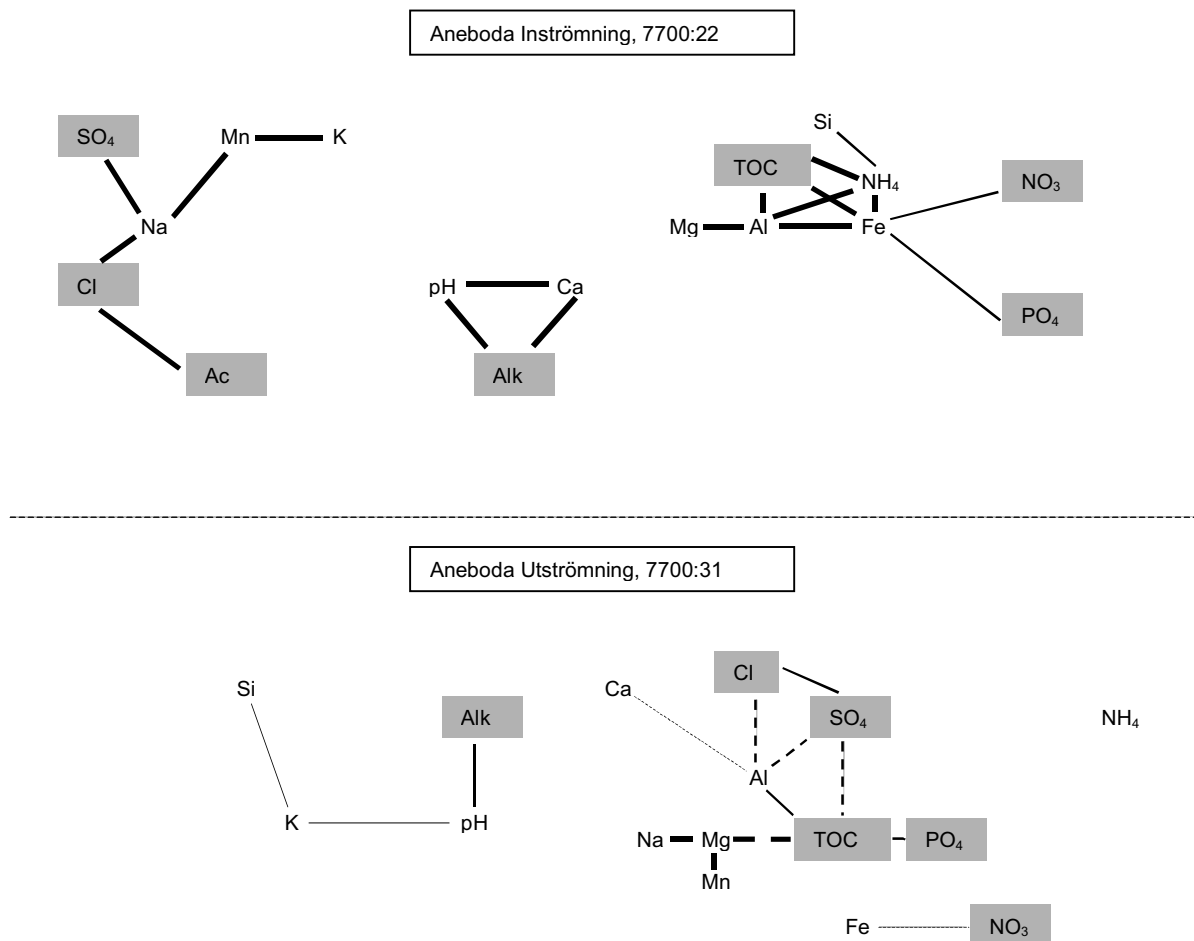 Aneboda Inströmning, 7700:22
Si
SO₄
Mn
K
TOC
NH₄
NO₃
Na
Mg
Al
Fe
Cl
pH
Ca
PO₄
Ac
Alk
Aneboda Utströmning, 7700:31
Cl
Si
Ca
Alk
SO₄
NH₄
Al
K
pH
Na
Mg
TOC
PO₄
Mn
Fe
NO₃